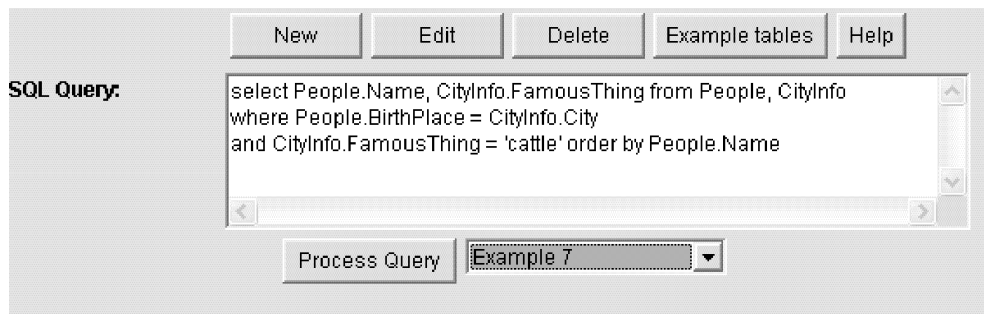 New Edit Delete Example tables Help
SQL Query:
select People.Name, CityInfo.FamousThing from People, CityInfo
where People.BirthPlace = CityInfo.City
and CityInfo.FamousThing = 'cattle' order by People.Name
Process Query Example 7